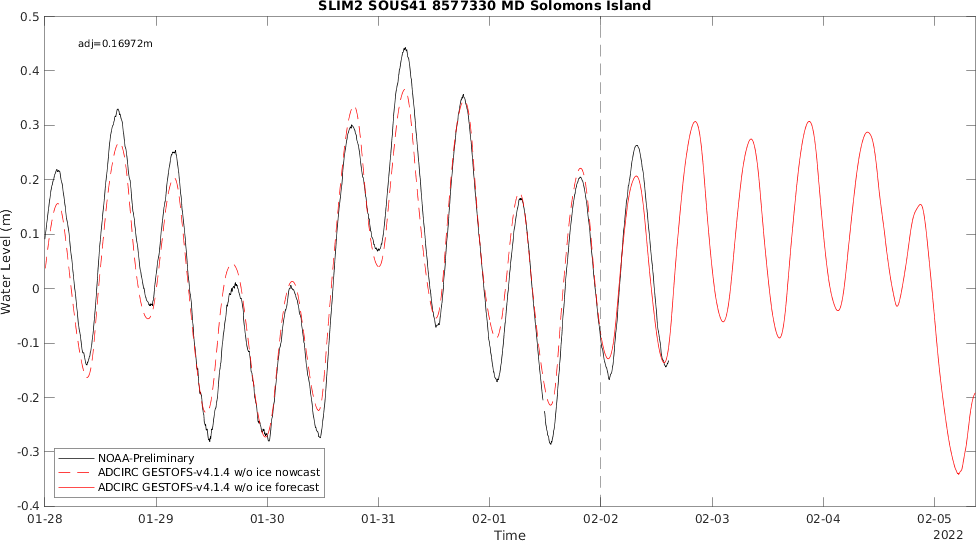 SLIM2 SOUS41 8577330 MD Solomons Island
adj=0.16972m
0.5
0.4
0.3
0.2
0.1
0
-0.1
-0.2
-0.3
-0.4
Water Level (m)
NOAA-Preliminary
ADCIRC GESTOFS-v4.1.4 w/o ice nowcast
ADCIRC GESTOFS-v4.1.4 w/o ice forecast
01-28 01-29 01-30 01-31 02-01 02-02 02-03 02-04 02-05
Time
2022